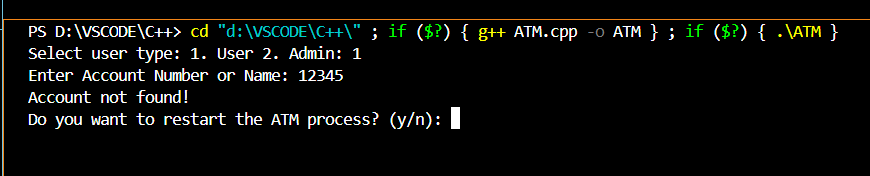 PS D:\VSCODE\C++> cd "d:\VSCODE\C++\" ; if ($?) { g++ ATM.cpp -o ATM } ; if ($?) { .\ATM }
Select user type: 1. User 2. Admin: 1
Enter Account Number or Name: 12345
Account not found!
Do you want to restart the ATM process? (y/n):